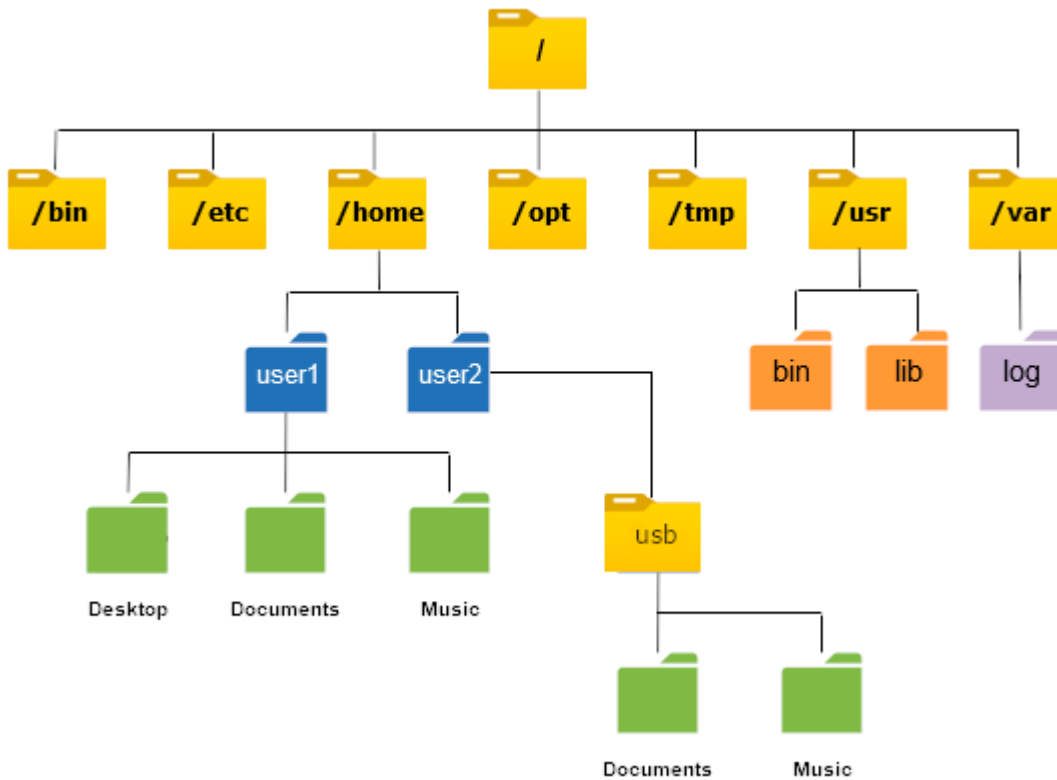 /
/bin
/etc
/home
/opt
/tmp
/usr
/var
user1
user2
bin
lib
log
usb
Desktop
Documents
Music
Documents
Music